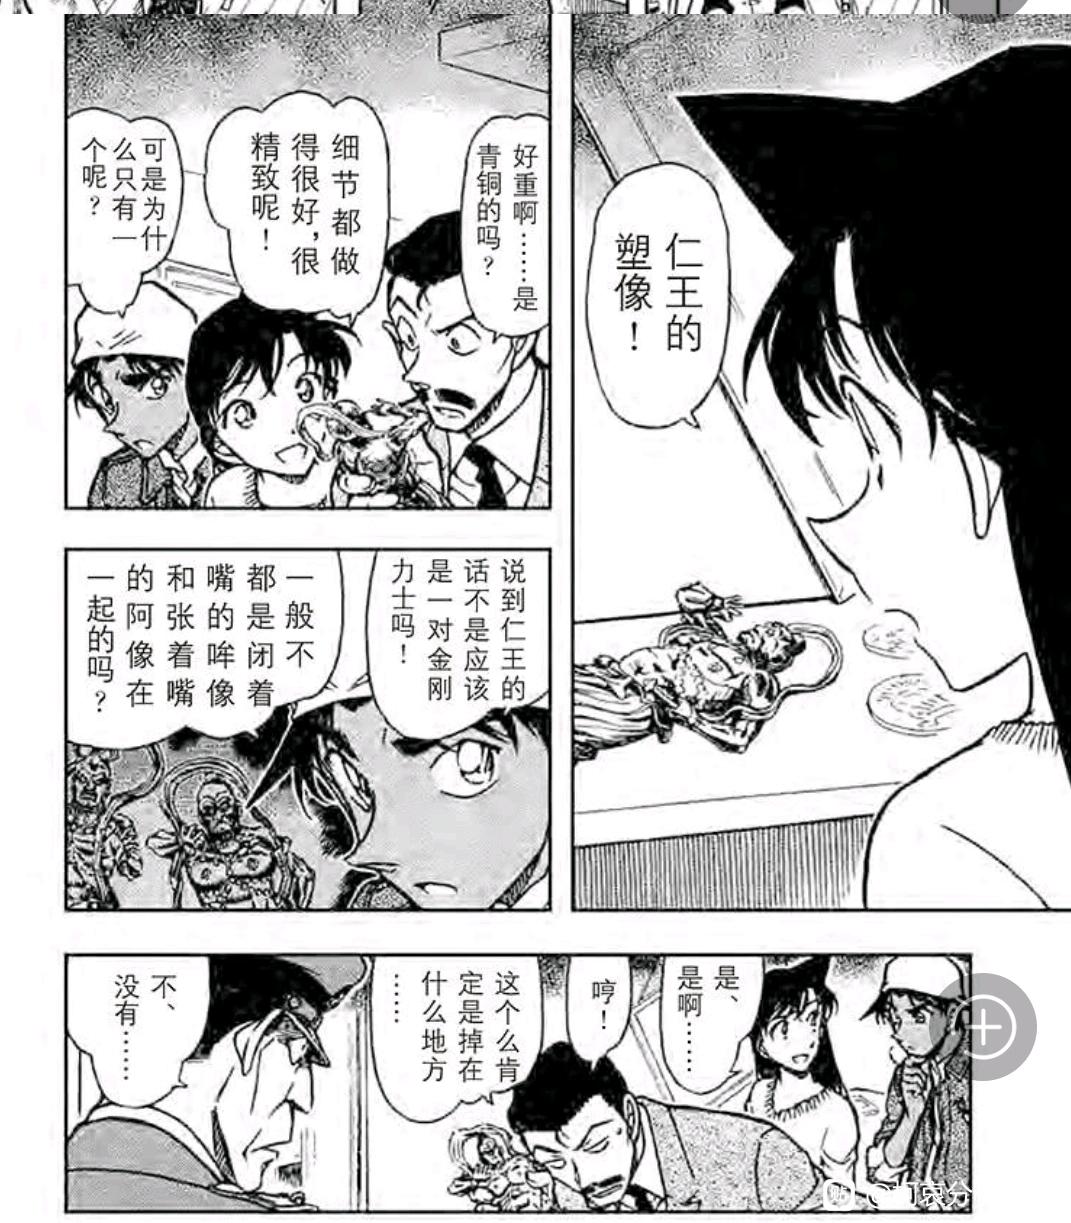 仁王的
塑像！
好重啊……是
青铜的吗？
细节都做
得很好，很
精致呢！
可是为什
么只有一
个呢？
说到仁王的
话不是应该
是一对金刚
力士吗！
一般不
都是闭着
嘴的哞像
和张着嘴
的阿像在
一起的吗？
是、
是啊……
哼！
这个么肯
定是掉在
什么地方
……
不、
没有……